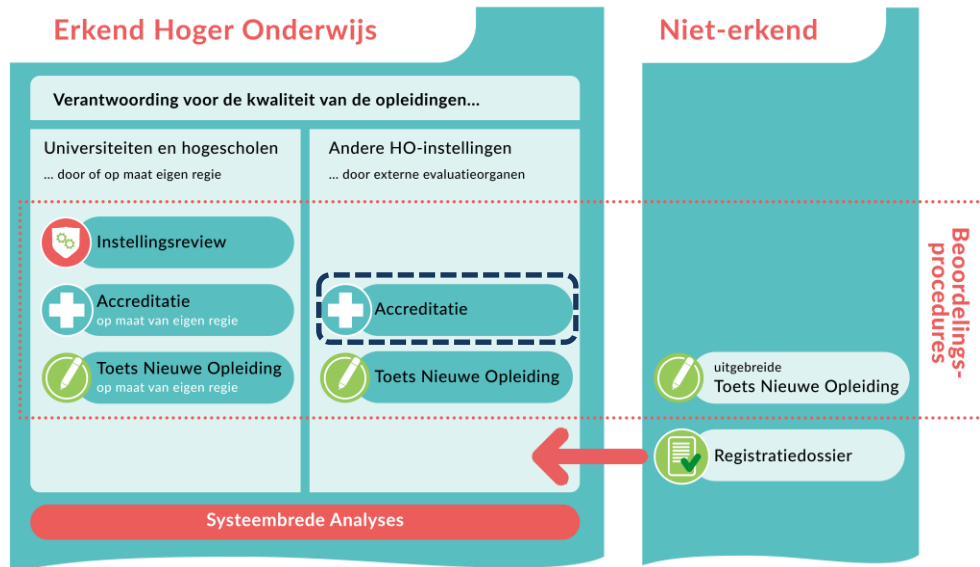 Erkend Hoger Onderwijs
Niet-erkend
Verantwoording voor de kwaliteit van de opleidingen...
Universiteiten en hogescholen
... door of op maat eigen regie
Andere HO-instellingen
... door externe evaluatieorganen
Instellingsreview
Accreditatie
op maat van eigen regie
Accreditatie
Toets Nieuwe Opleiding
op maat van eigen regie
Toets Nieuwe Opleiding
uitgebreide
Toets Nieuwe Opleiding
Beoordelings-
procedures
Registratiedossier
Systeembrede Analyses